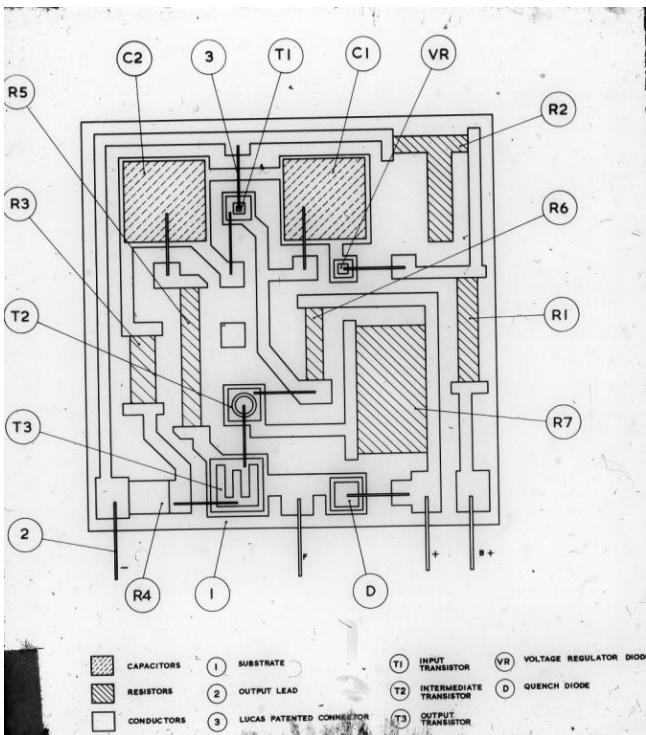 C2 3 T1 C1 VR
R5
R2
R3
R6
T2
R1
R7
T3
2
R4 1 D
- F + B+
CAPACITORS
RESISTORS
CONDUCTORS
1 SUBSTRATE
2 OUTPUT LEAD
3 LUCAS PATENTED CONNECTOR
T1 INPUT
TRANSISTOR
T2 INTERMEDIATE
TRANSISTOR
T3 OUTPUT
TRANSISTOR
VR VOLTAGE REGULATOR DIODE
D QUENCH DIODE